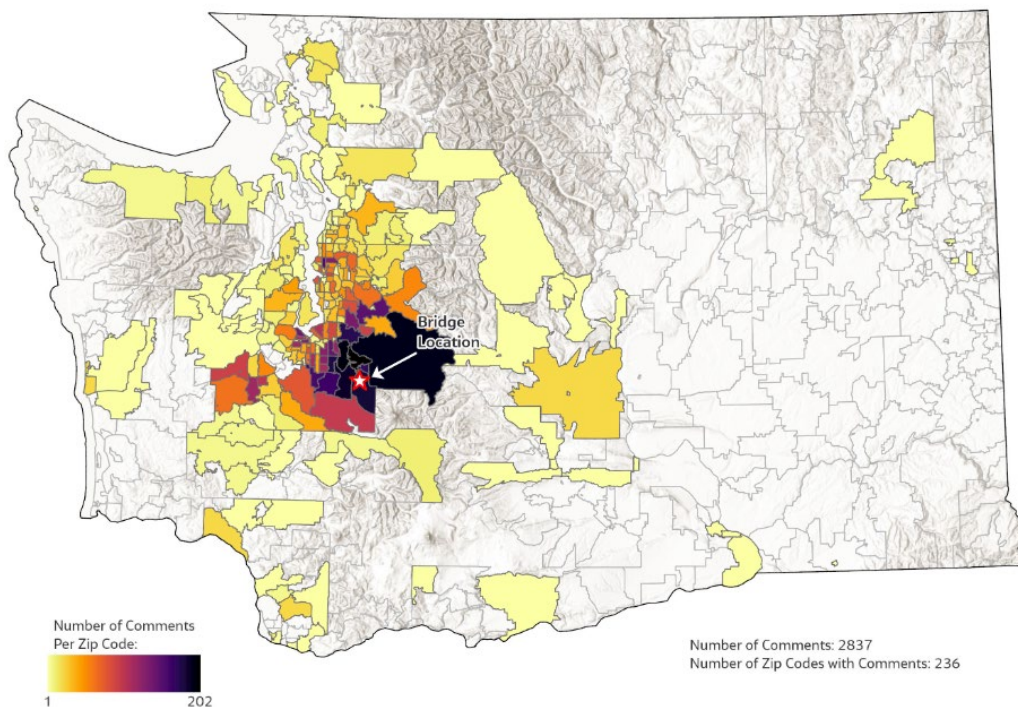 Bridge
Location
Number of Comments
Per Zip Code:
1
202
Number of Comments: 2837
Number of Zip Codes with Comments: 236